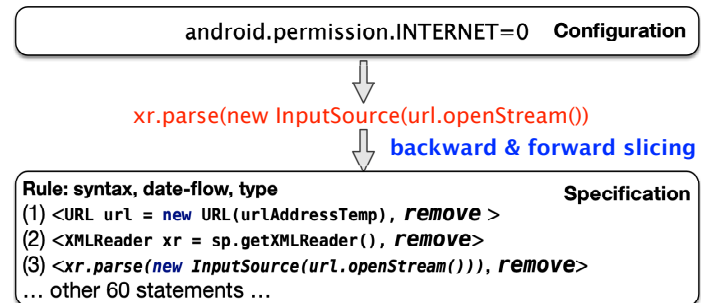 android.permission.INTERNET=0 Configuration
xr.parse(new InputSource(url.openStream())
backward & forward slicing
Rule: syntax, date-flow, type
Specification
(1) <URL url = new URL(urlAddressTemp), remove >
(2) <XMLReader xr = sp.getXMLReader(), remove>
(3) <xr.parse(new InputSource(url.openStream())), remove>
... other 60 statements ...